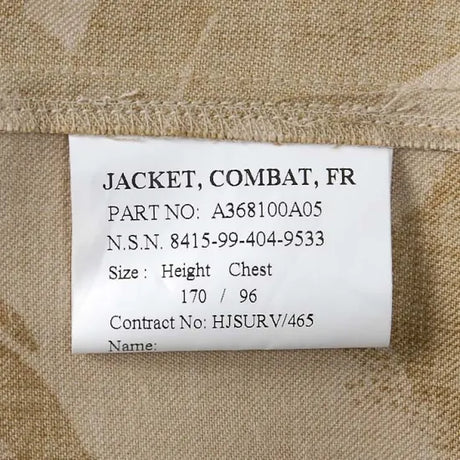 JACKET, COMBAT, FR
PART NO: A368100A05
N.S.N. 8415-99-404-9533
Size : Height Chest
170 / 96
Contract No: HJSURV/465
Name: